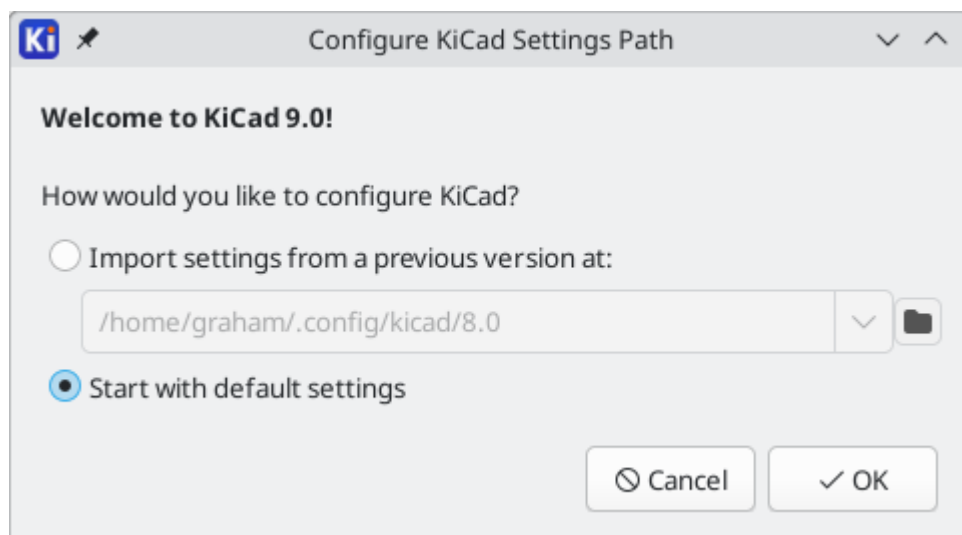 Ki Configure KiCad Settings Path
Welcome to KiCad 9.0!
How would you like to configure KiCad?
Import settings from a previous version at:
/home/graham/.config/kicad/8.0
Start with default settings
Cancel OK